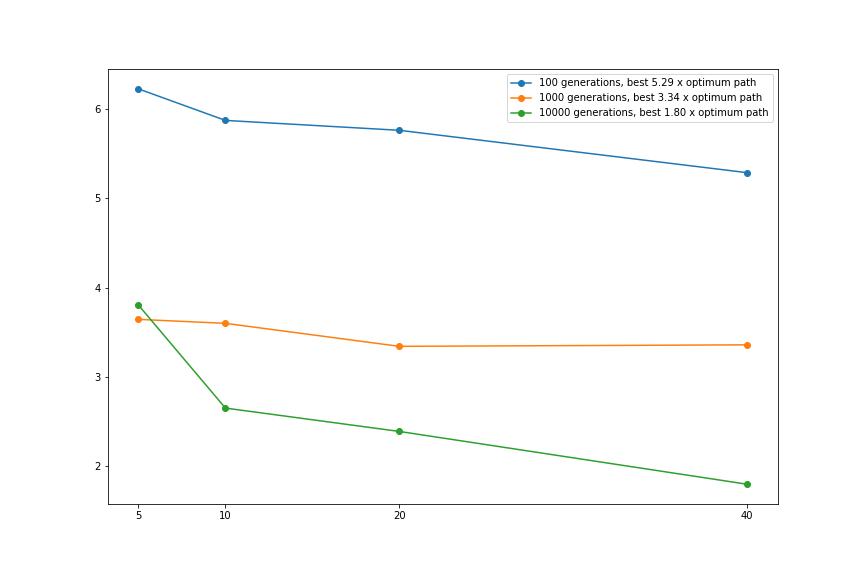 100 generations, best 5.29 x optimum path
1000 generations, best 3.34 x optimum path
10000 generations, best 1.80 x optimum path
6
5
4
3
2
5 10 20 40